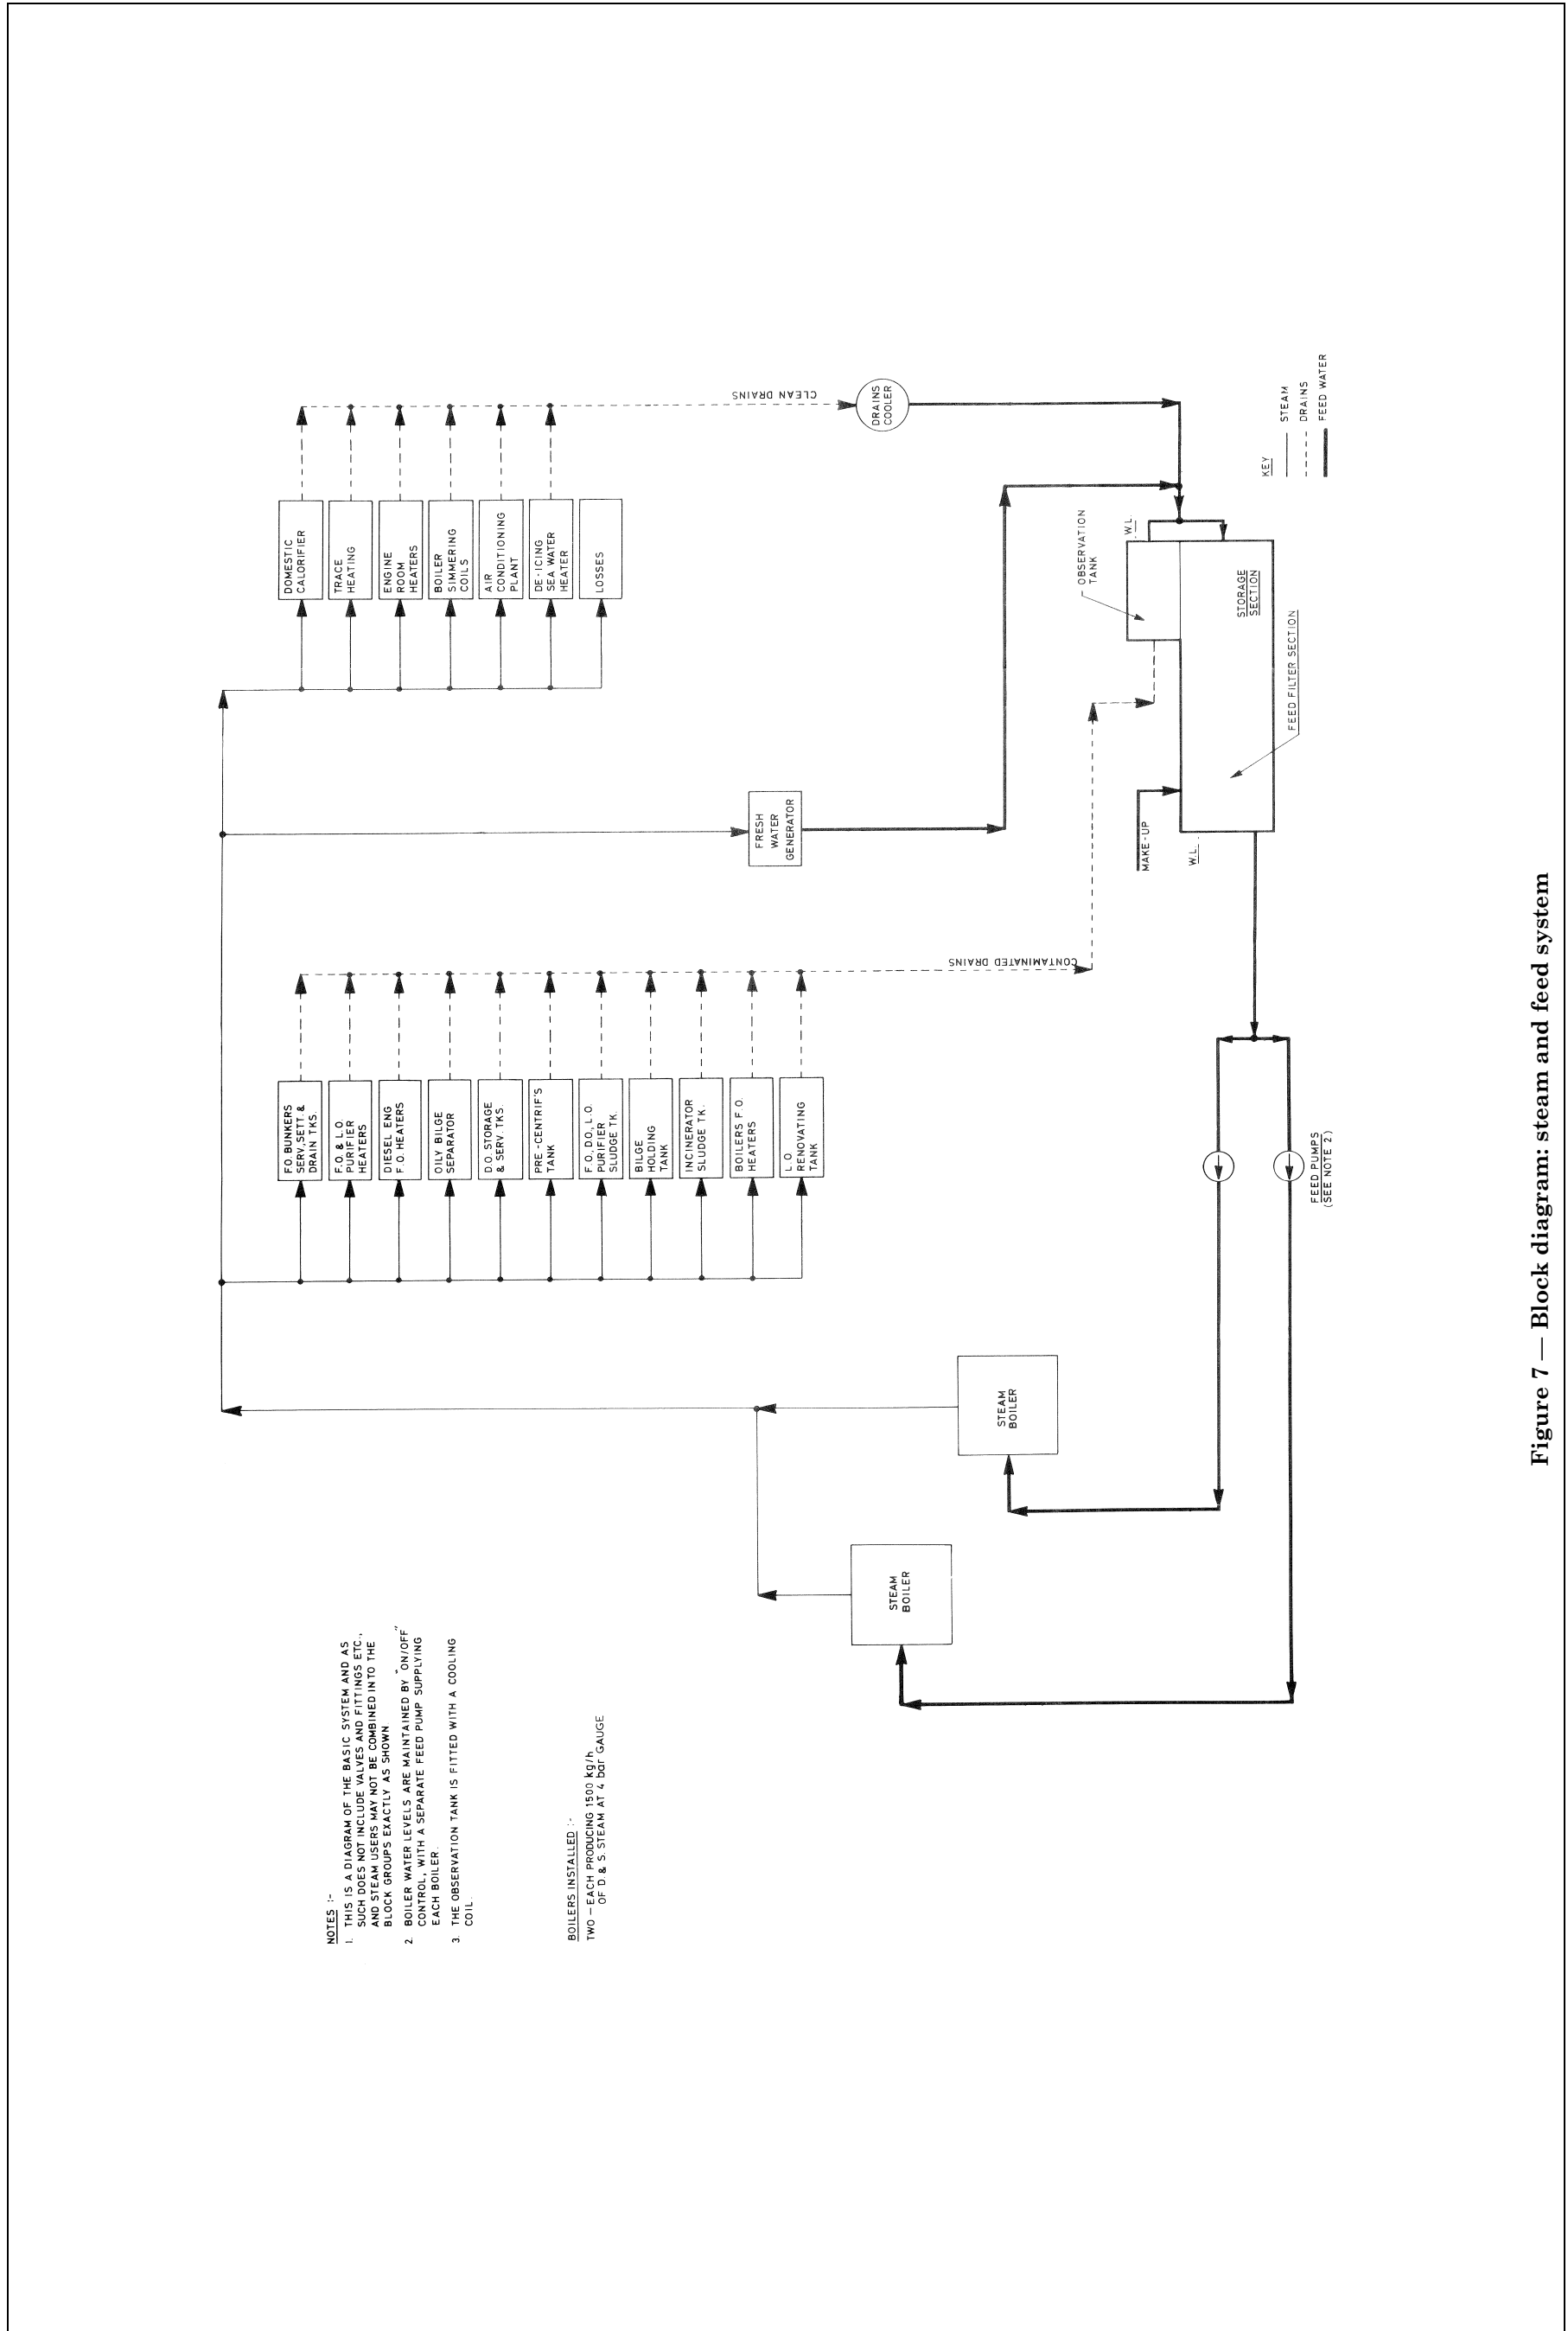 NOTES :-
1. THIS IS A DIAGRAM OF THE BASIC SYSTEM AND AS
SUCH DOES NOT INCLUDE VALVES AND FITTINGS ETC.,
AND STEAM USERS MAY NOT BE COMBINED INTO THE
BLOCK GROUPS EXACTLY AS SHOWN
2. BOILER WATER LEVELS ARE MAINTAINED BY "ON/OFF"
CONTROL, WITH A SEPARATE FEED PUMP SUPPLYING
EACH BOILER.
3. THE OBSERVATION TANK IS FITTED WITH A COOLING
COIL.
BOILERS INSTALLED :-
TWO — EACH PRODUCING 1500 kg/h
OF D. & S. STEAM AT 4 bar GAUGE
F.O. BUNKERS
SERV, SETT. &
DRAIN TKS.
F.O. & L.O.
PURIFIER
HEATERS
DIESEL ENG
F.O. HEATERS
OILY BILGE
SEPARATOR
D.O. STORAGE
& SERV. TKS.
PRE-CENTRIF'S
TANK
F.O., D.O., L.O.
PURIFIER
SLUDGE TK.
BILGE
HOLDING
TANK
INCINERATOR
SLUDGE TK.
BOILERS F.O.
HEATERS
L.O.
RENOVATING
TANK
CONTAMINATED DRAINS
DOMESTIC
CALORIFIER
TRACE
HEATING
ENGINE
ROOM
HEATERS
BOILER
SIMMERING
COILS
AIR
CONDITIONING
PLANT
DE-ICING
SEA WATER
HEATER
LOSSES
CLEAN DRAINS
FRESH
WATER
GENERATOR
DRAINS
COOLER
STEAM
BOILER
STEAM
BOILER
OBSERVATION
TANK
W.L.
MAKE-UP
W.L.
STORAGE
SECTION
FEED FILTER SECTION
FEED PUMPS
(SEE NOTE 2)
KEY
STEAM
DRAINS
FEED WATER
Figure 7 — Block diagram: steam and feed system